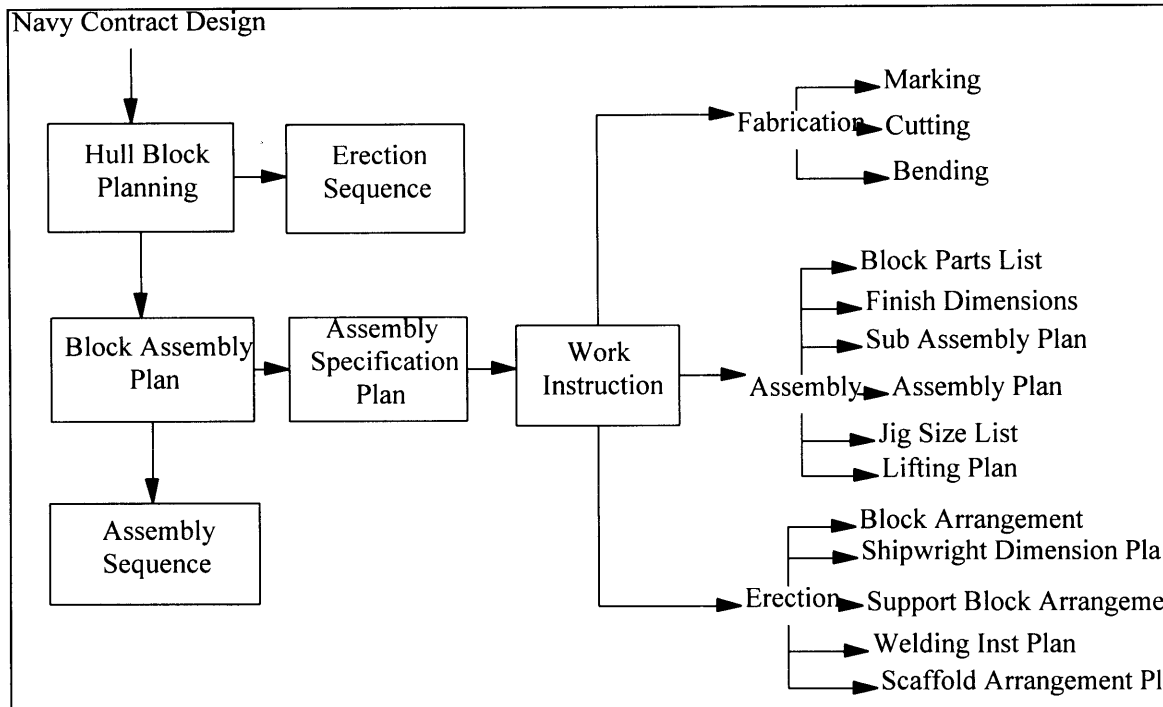 Navy Contract Design
Hull Block
Planning
Erection
Sequence
Block Assembly
Plan
Assembly
Specification
Plan
Work
Instruction
Assembly
Sequence
Fabrication
Marking
Cutting
Bending
Assembly
Block Parts List
Finish Dimensions
Sub Assembly Plan
Assembly Plan
Jig Size List
Lifting Plan
Erection
Block Arrangement
Shipwright Dimension Pla
Support Block Arrangeme
Welding Inst Plan
Scaffold Arrangement Pl